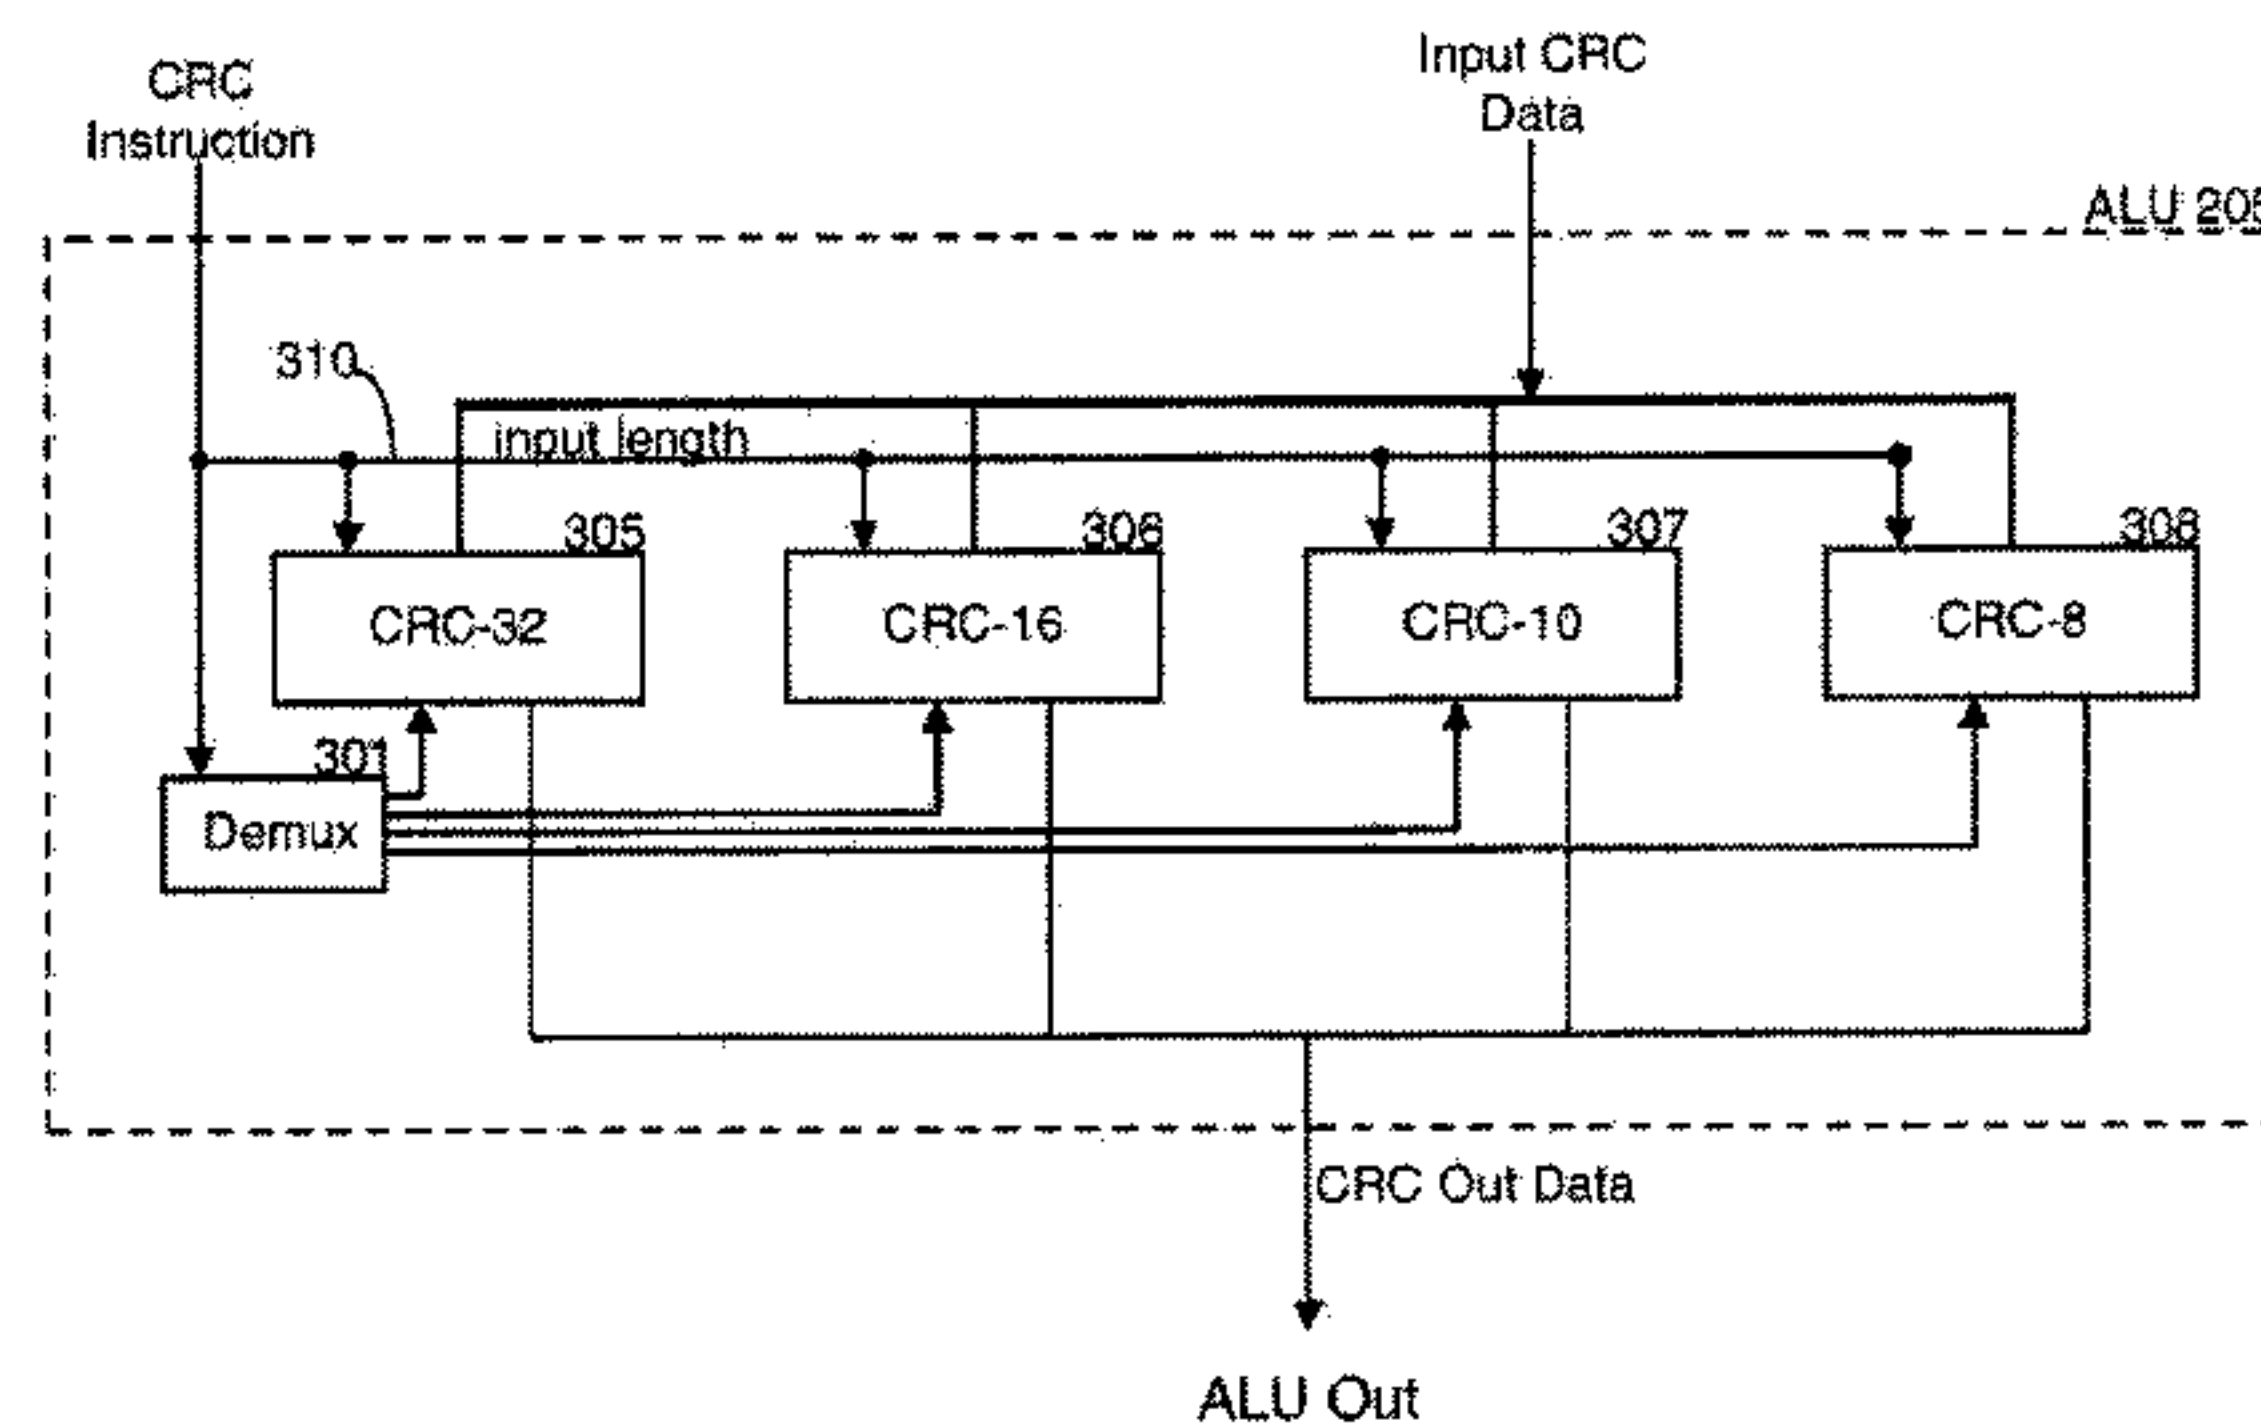 CRC
Instruction
Input CRC
Data
ALU
310
input length
305
306
307
308
CRC-32
CRC-16
CRC-10
CRC-8
301
Demux
CRC Out Data
ALU Out